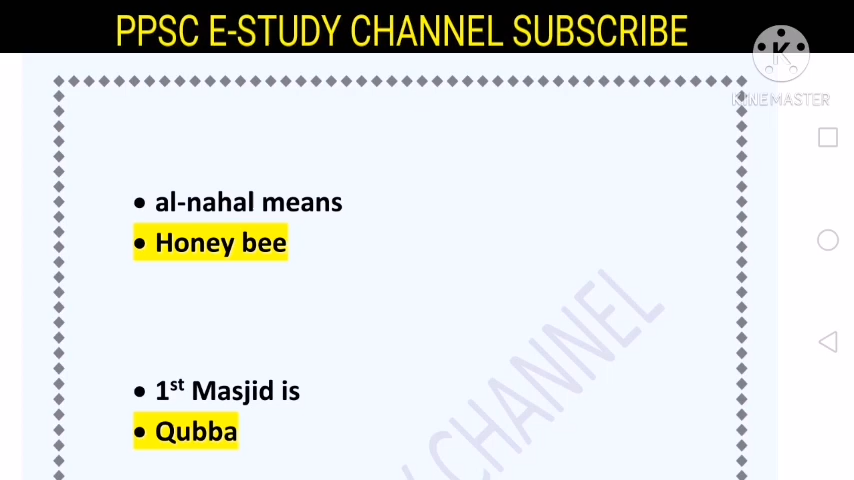 PPSC E-STUDY CHANNEL SUBSCRIBE
KINEMASTER
• al-nahal means
• Honey bee
• 1st Masjid is
• Qubba
CHANNEL